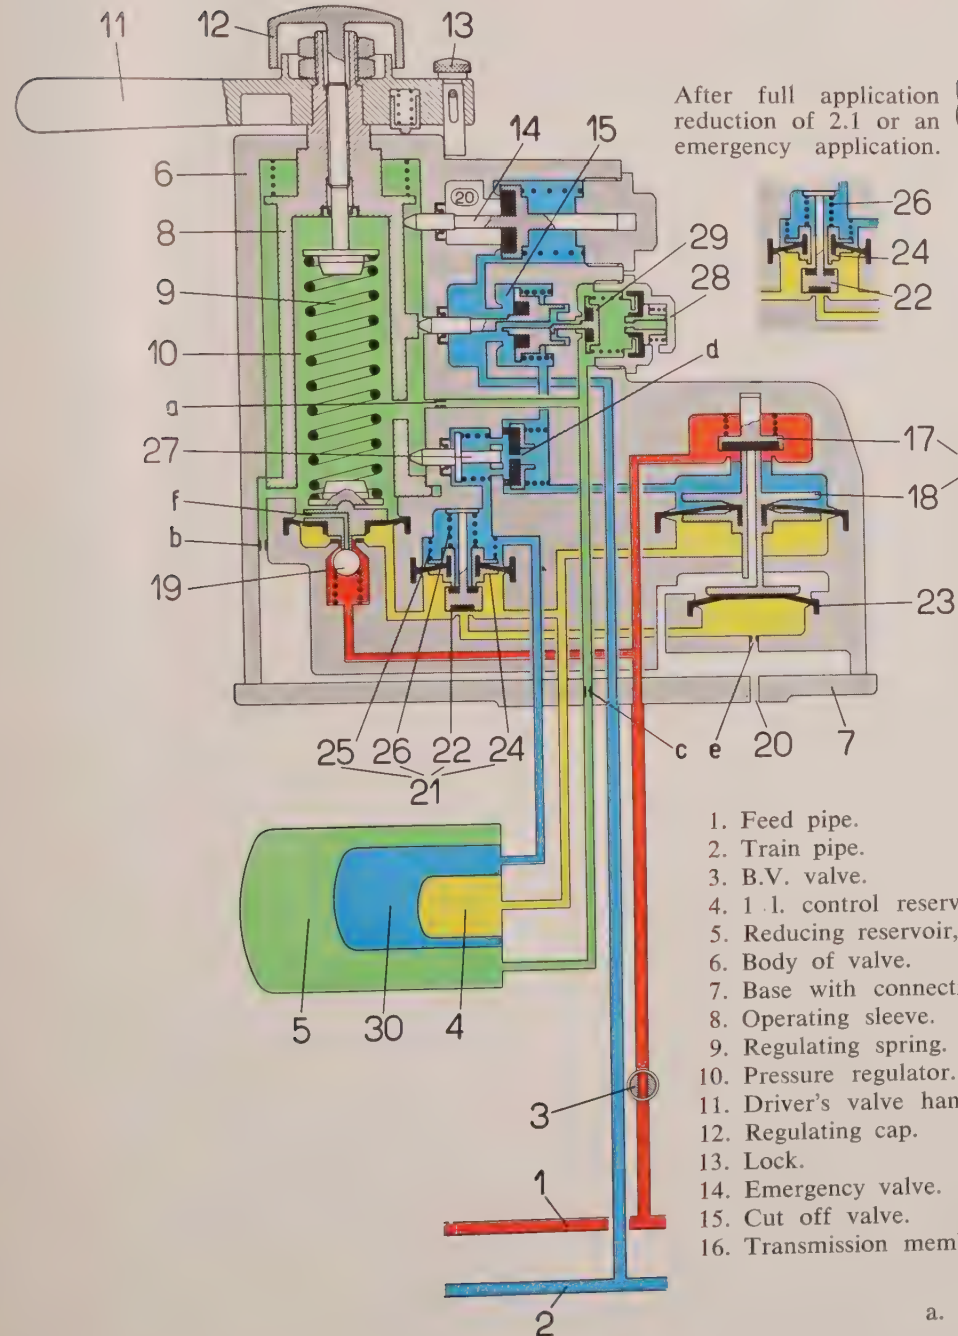 11
12
13
After full application
reduction of 2.1 or an
emergency application.
14
15
6
20
26
8
29
24
9
28
22
10
d
a
17
27
18
f
b
19
23
25
26
22
24
c
e
20
7
21
1. Feed pipe.
2. Train pipe.
3. B.V. valve.
4. 1 l. control reserv
5. Reducing reservoir,
6. Body of valve.
7. Base with connect
8. Operating sleeve.
9. Regulating spring.
10. Pressure regulator.
11. Driver's valve han
12. Regulating cap.
13. Lock.
14. Emergency valve.
15. Cut off valve.
16. Transmission mem
5
30
4
3
1
2
a.